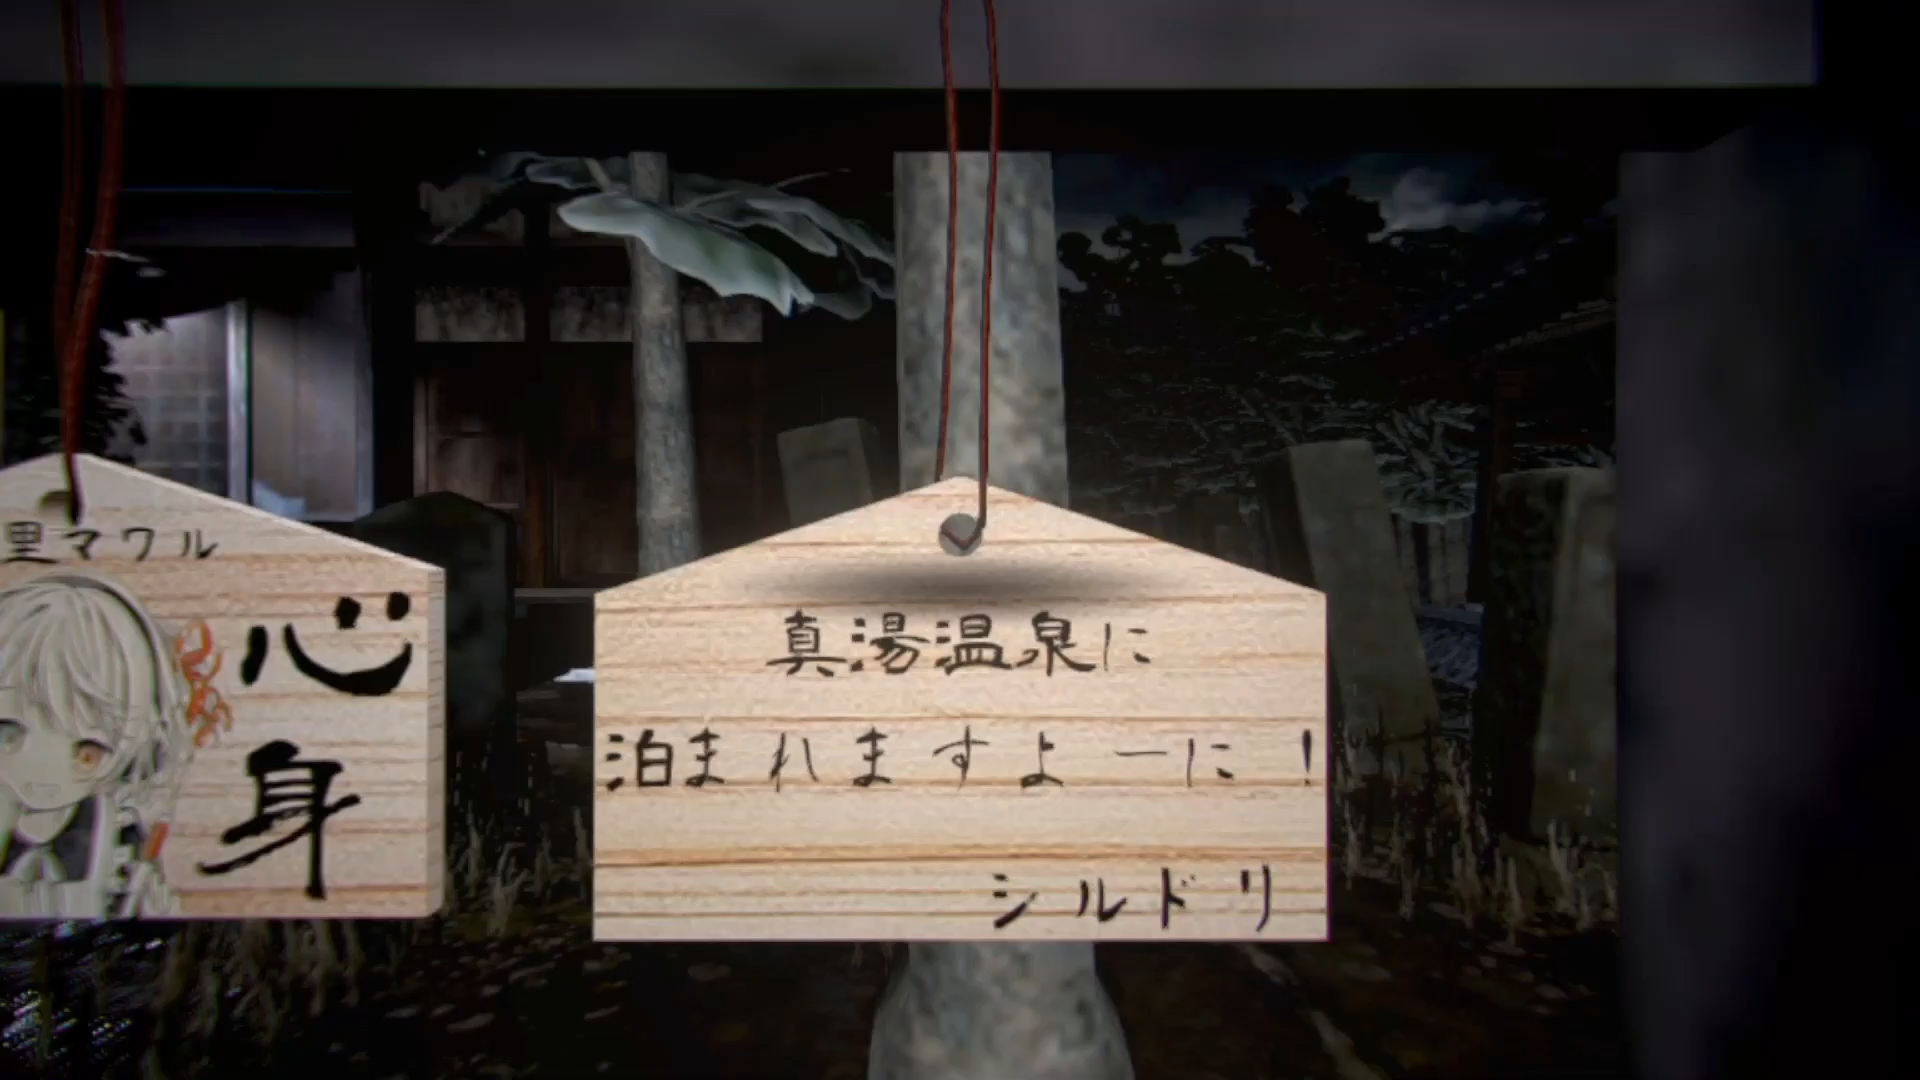 里マワル
心
身
真湯温泉に
泊まれますよーに!
シルドリ